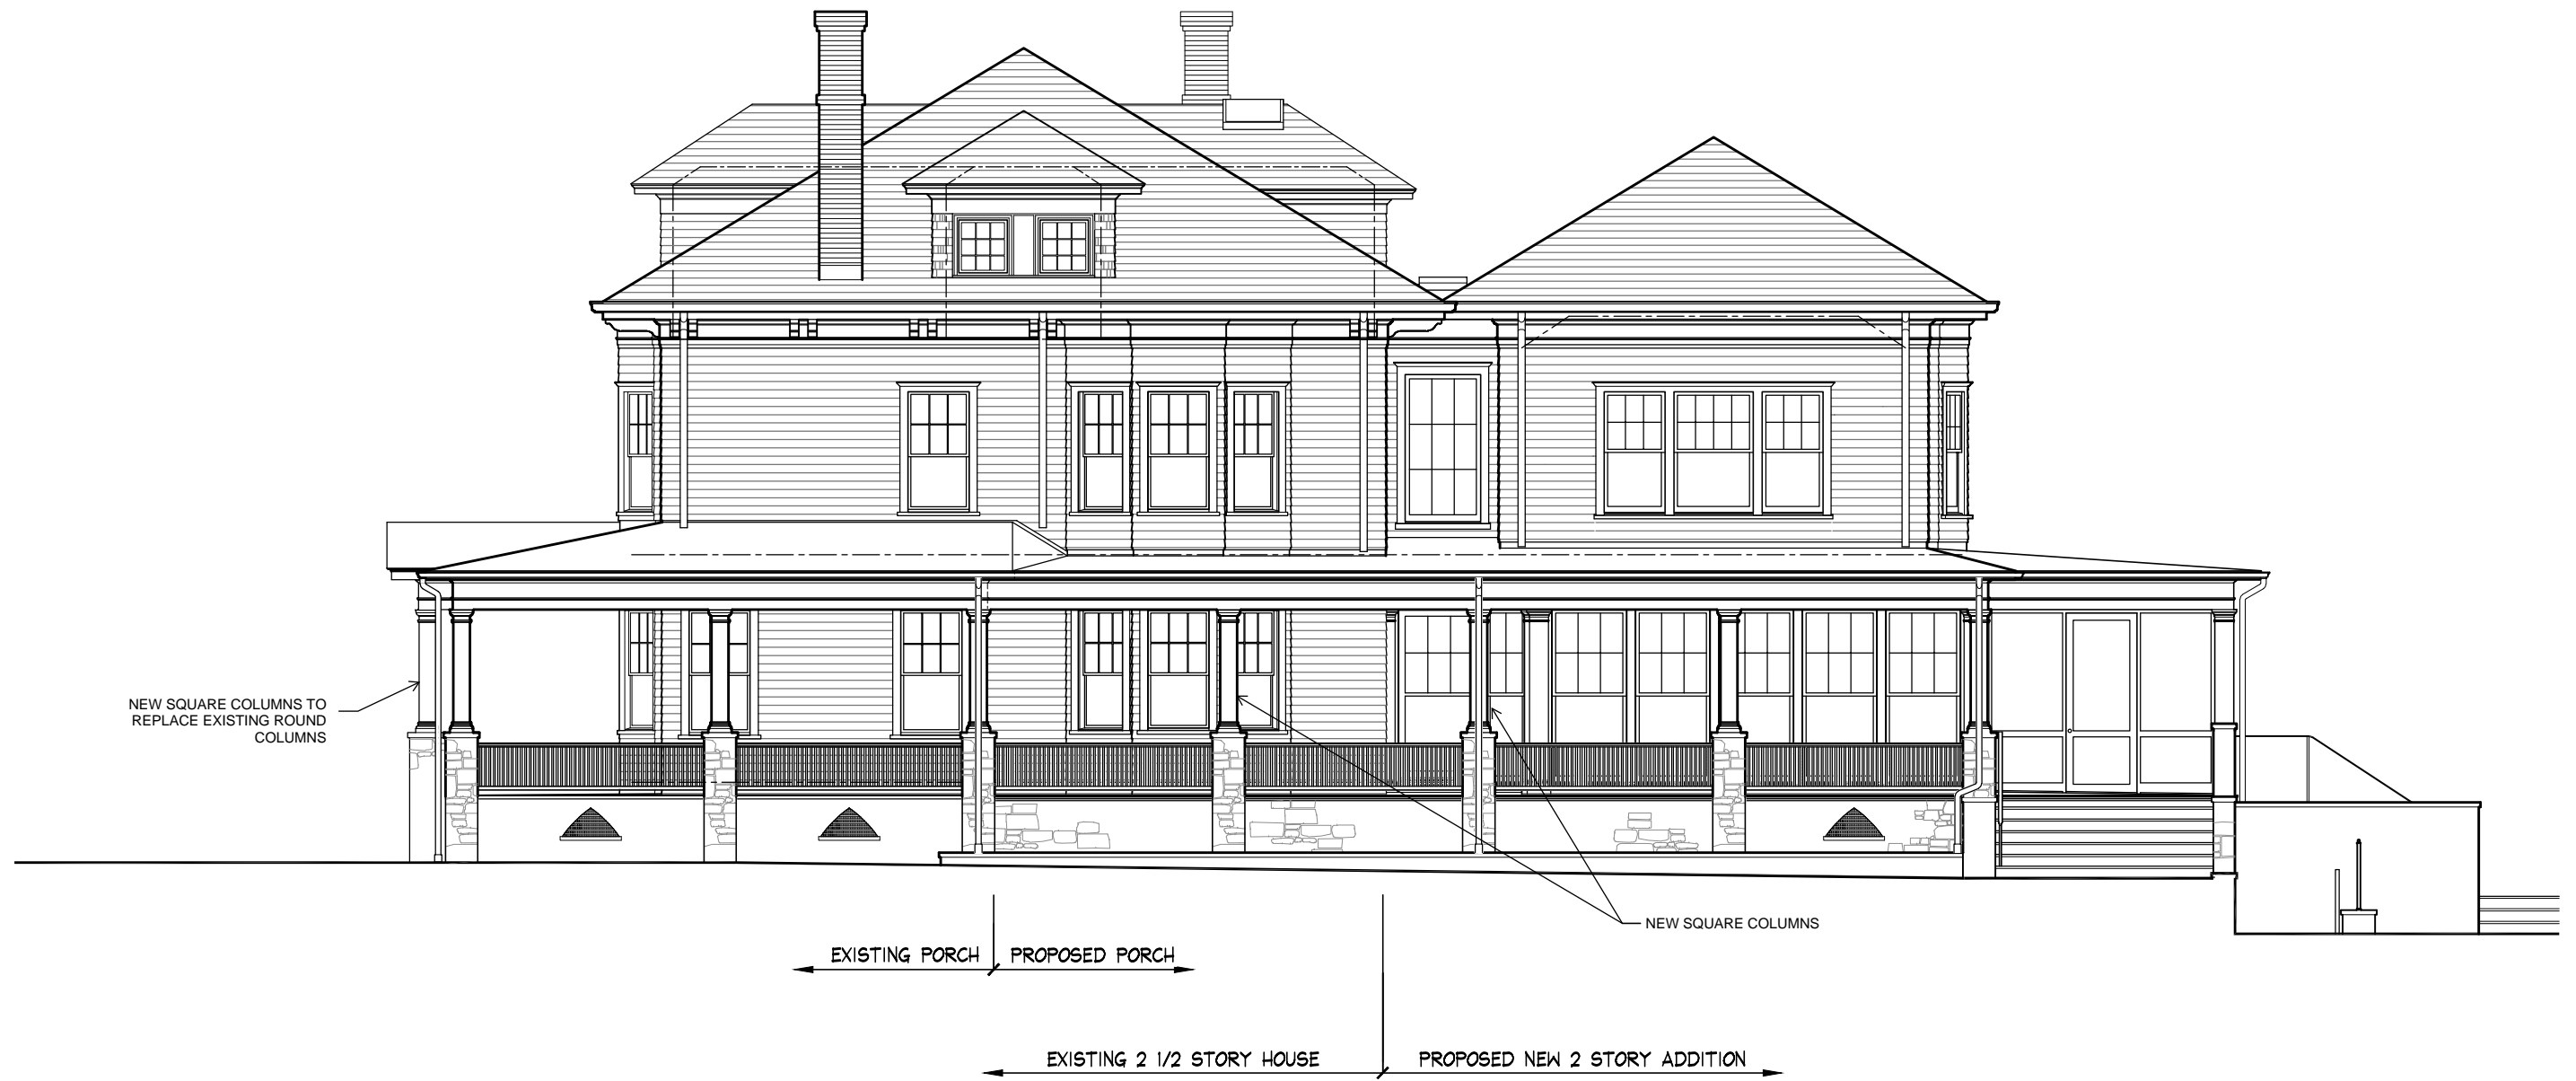 NEW SQUARE COLUMNS TO
REPLACE EXISTING ROUND
COLUMNS
NEW SQUARE COLUMNS
EXISTING PORCH
PROPOSED PORCH
EXISTING 2 1/2 STORY HOUSE
PROPOSED NEW 2 STORY ADDITION